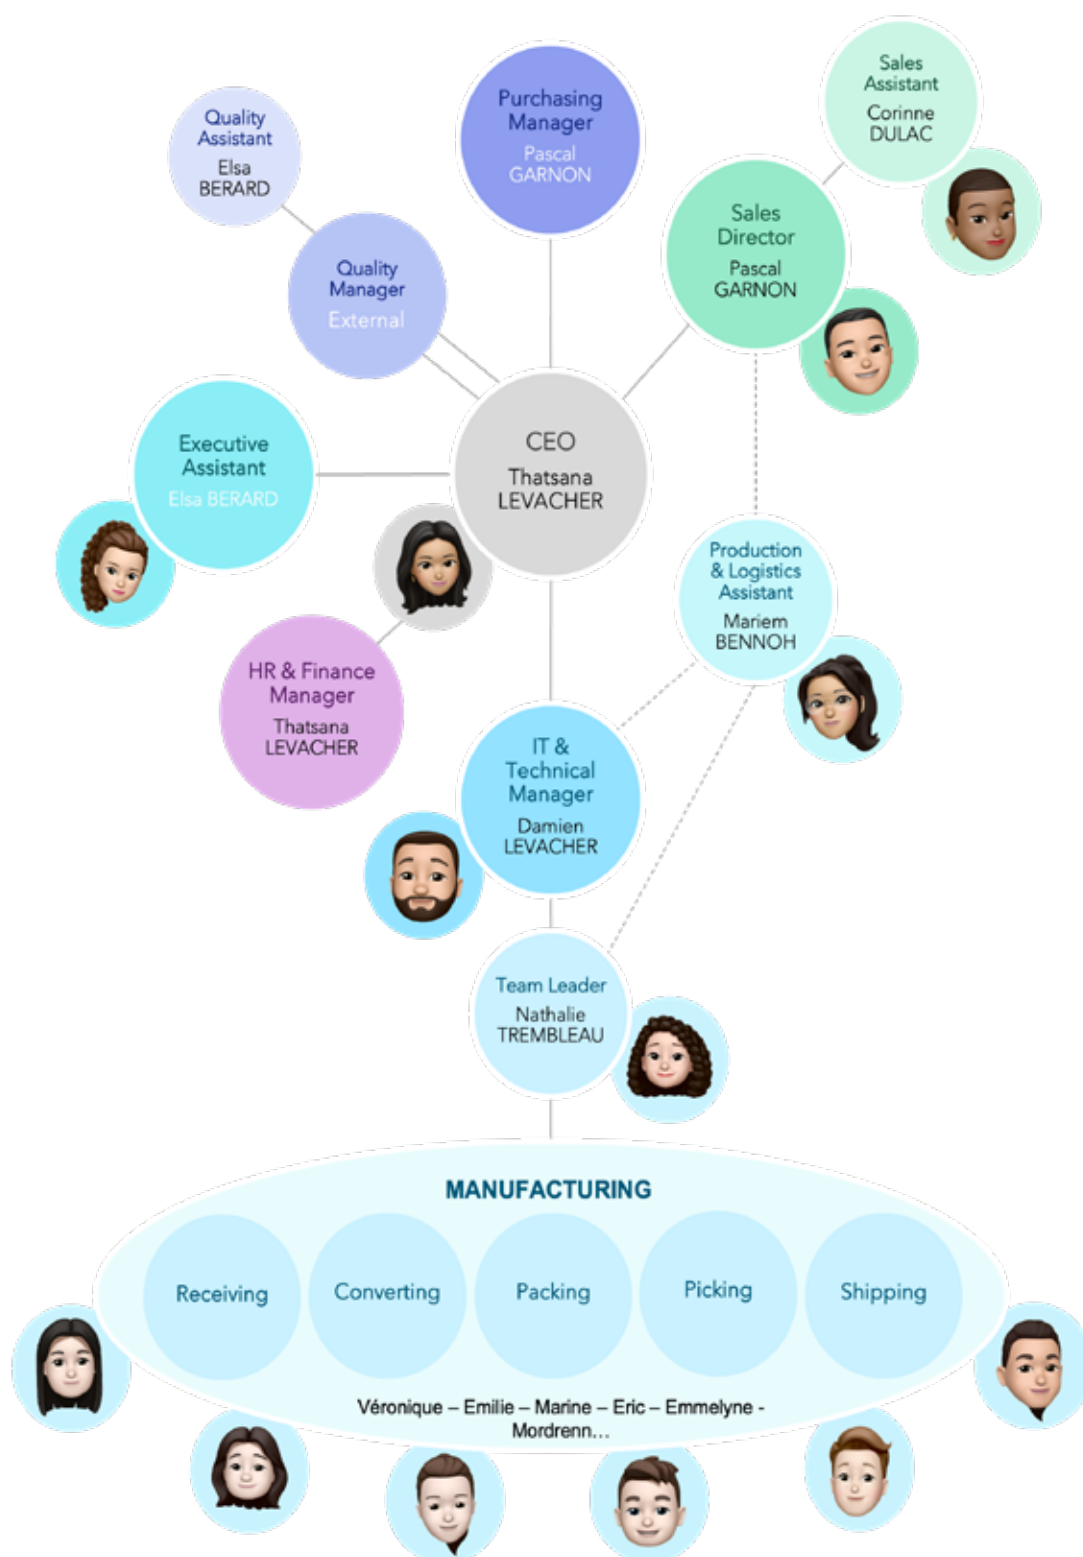 Sales
Assistant
Corinne
DULAC
Purchasing
Manager
Pascal
GARNON
Quality
Assistant
Elsa
BERARD
Sales
Director
Pascal
GARNON
Quality
Manager
External
CEO
Thatsana
LEVACHER
Executive
Assistant
Elsa BERARD
Production
& Logistics
Assistant
Mariem
BENNOH
HR & Finance
Manager
Thatsana
LEVACHER
IT &
Technical
Manager
Damien
LEVACHER
Team Leader
Nathalie
TREMBLEAU
MANUFACTURING
Receiving
Converting
Packing
Picking
Shipping
Véronique – Emilie – Marine – Eric – Emmelyne -
Mordrenn...